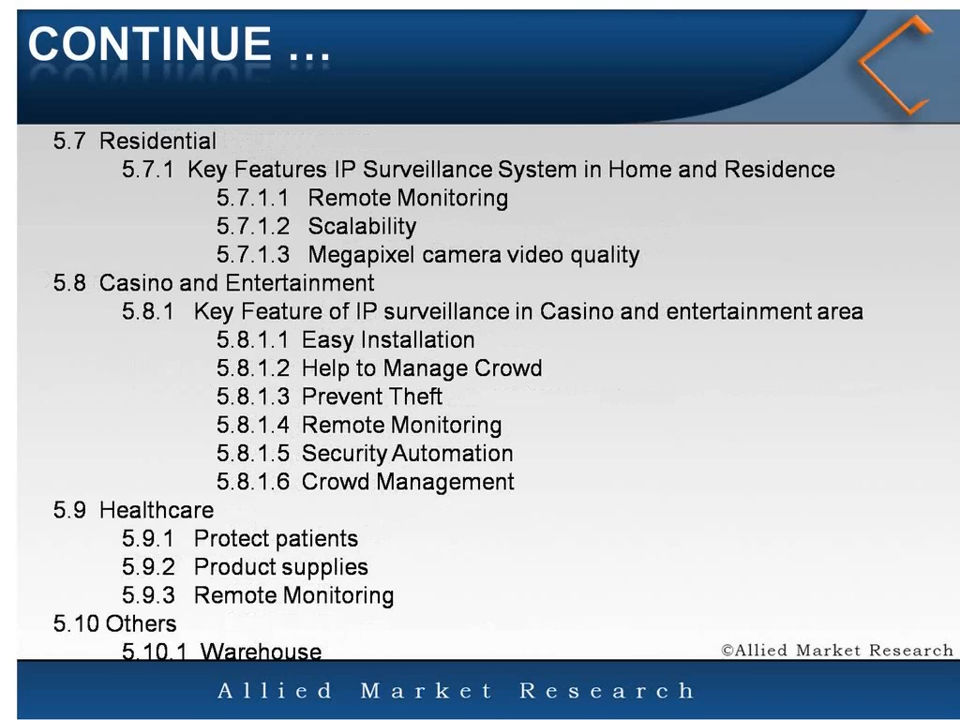 CONTINUE ...
5.7 Residential
5.7.1 Key Features IP Surveillance System in Home and Residence
5.7.1.1 Remote Monitoring
5.7.1.2 Scalability
5.7.1.3 Megapixel camera video quality
5.8 Casino and Entertainment
5.8.1 Key Feature of IP surveillance in Casino and entertainment area
5.8.1.1 Easy Installation
5.8.1.2 Help to Manage Crowd
5.8.1.3 Prevent Theft
5.8.1.4 Remote Monitoring
5.8.1.5 Security Automation
5.8.1.6 Crowd Management
5.9 Healthcare
5.9.1 Protect patients
5.9.2 Product supplies
5.9.3 Remote Monitoring
5.10 Others
5.10.1 Warehouse
©Allied Market Research
Allied Market Research